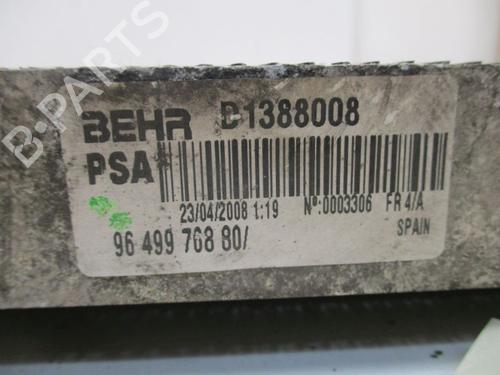 BEHR D1388008
PSA
23/04/2008 1:19 Nº:0003306 FR 4/A
96 499 768 80/ SPAIN
B-PARTS